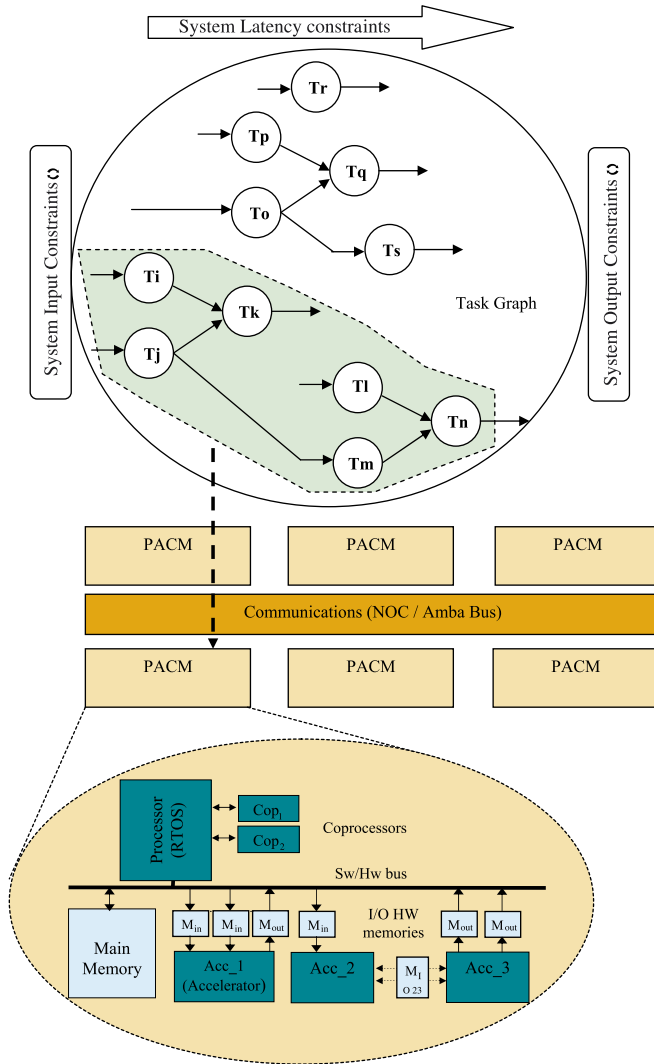 System Latency constraints
Tr
Tp
Tq
To
Ts
System Input Constraints
System Output Constraints
Ti
Tk
Task Graph
Tj
Tl
Tn
Tm
PACM
PACM
PACM
Communications (NOC / Amba Bus)
PACM
PACM
PACM
Processor
(RTOS)
Cop1
Cop2
Coprocessors
Sw/Hw bus
Main
Memory
Min
Min
Mout
Min
I/O HW
memories
Mout
Mout
Acc_1
(Accelerator)
Acc_2
MI
O 23
Acc_3